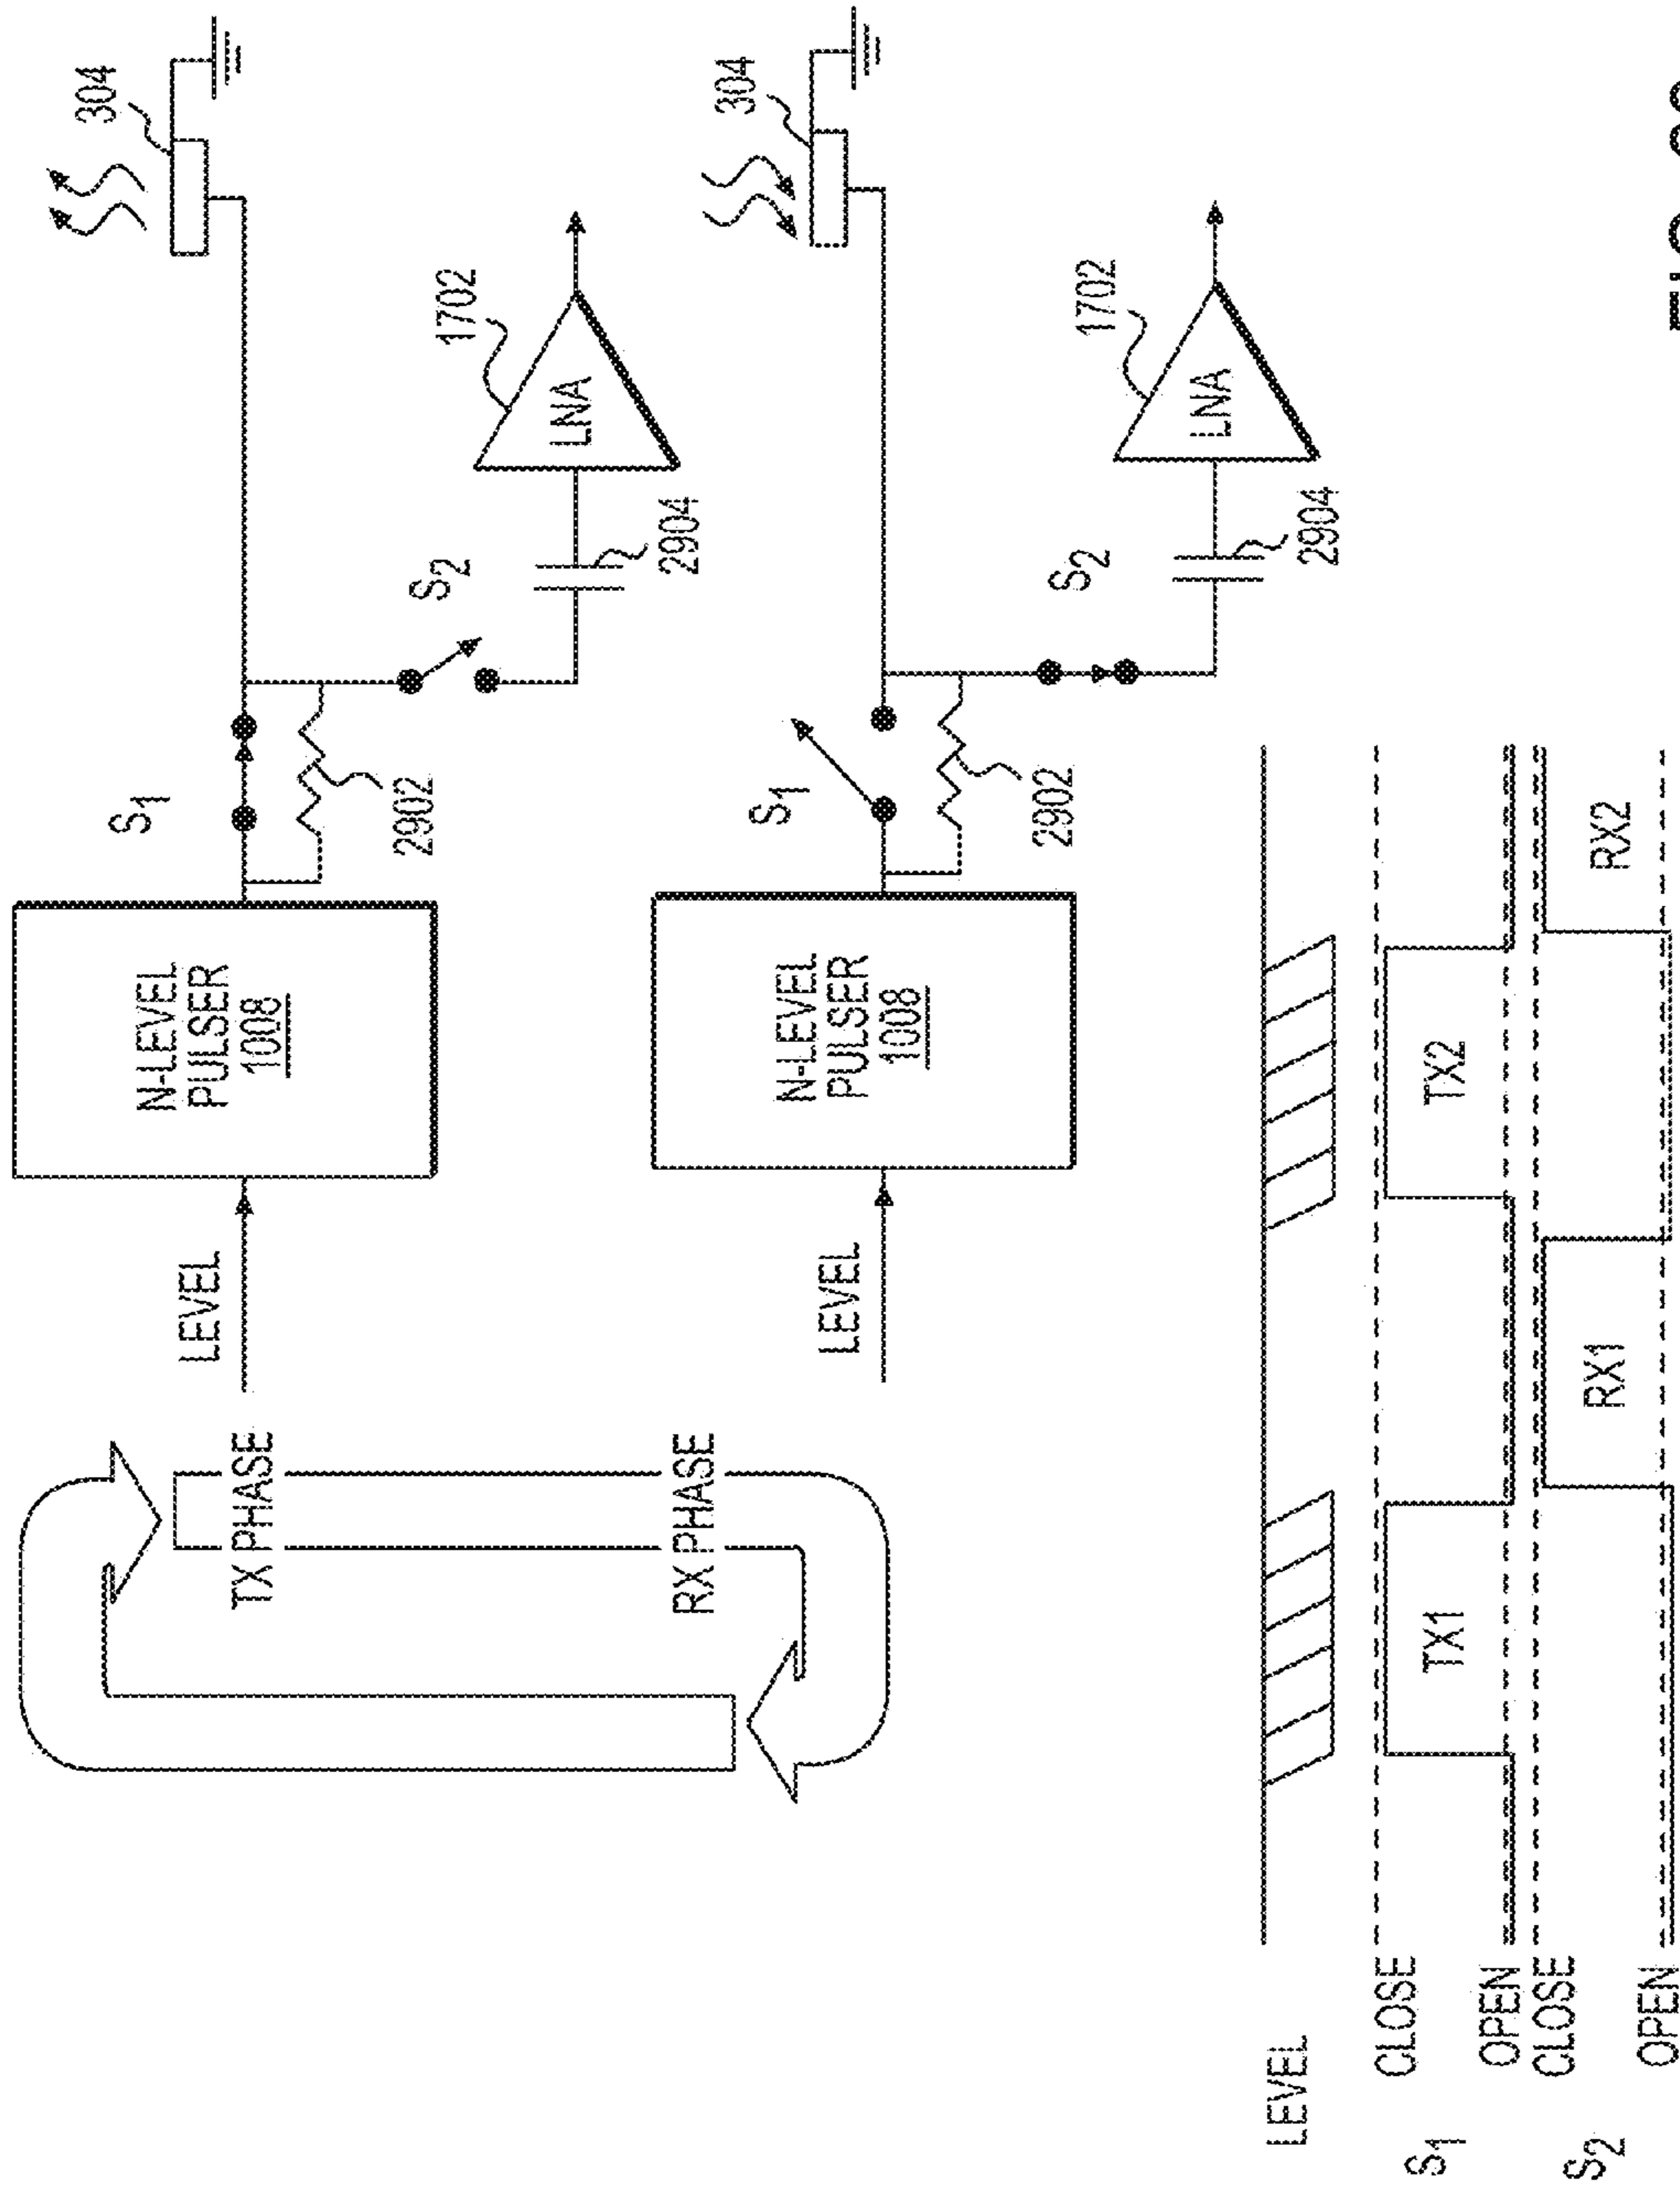 TX PHASE
LEVEL
N-LEVEL
PULSER
1008
S1
2902
S2
2904
LNA
1702
304
RX PHASE
LEVEL
N-LEVEL
PULSER
1008
S1
2902
S2
2904
LNA
1702
304
LEVEL
S1
CLOSE
OPEN
TX1
TX2
S2
CLOSE
OPEN
RX1
RX2